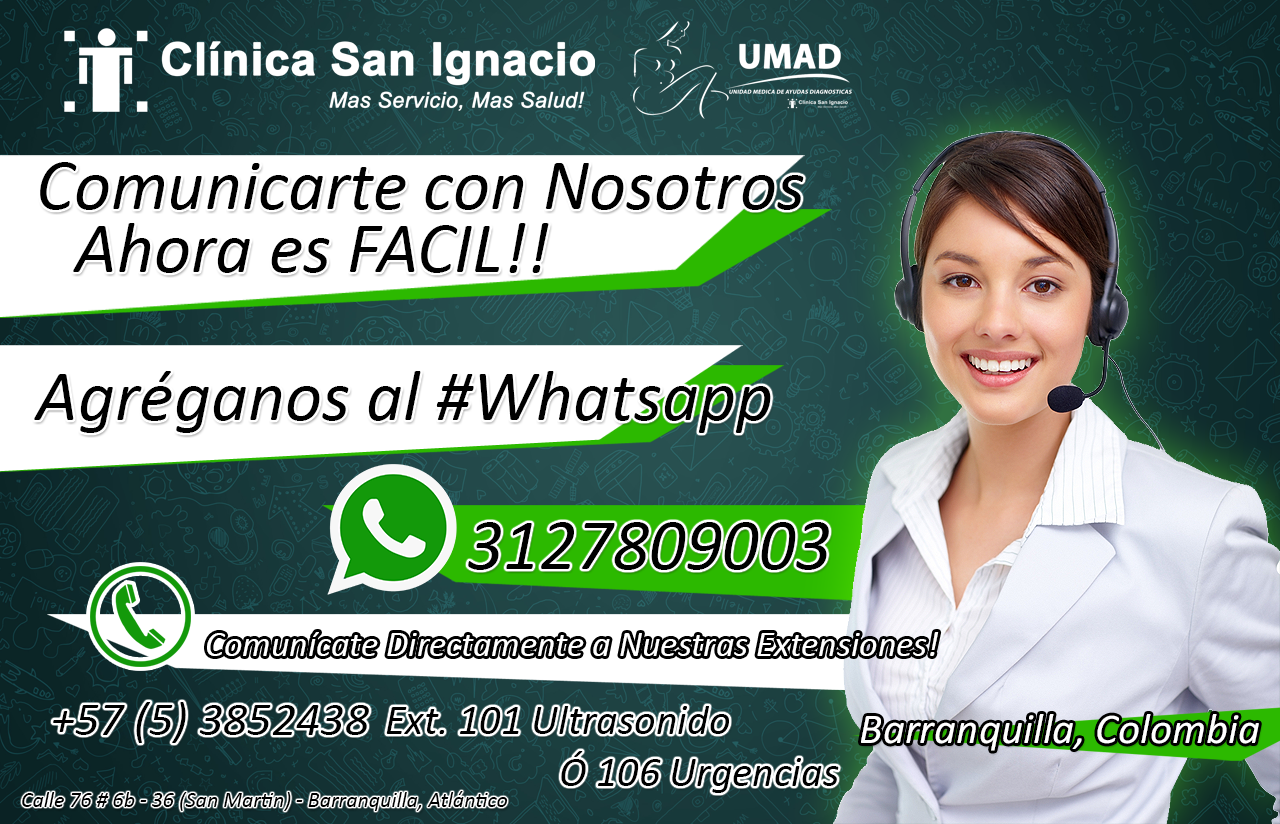 Clínica San Ignacio
Mas Servicio, Mas Salud!
UMAD
UNIDAD MEDICA DE AYUDAS DIAGNOSTICAS
Clínica San Ignacio
Comunicarte con Nosotros
Ahora es FACIL!!
Agréganos al #Whatsapp
3127809003
Comunícate Directamente a Nuestras Extensiones!
+57 (5) 3852438 Ext. 101 Ultrasonido
Ó 106 Urgencias
Barranquilla, Colombia
Calle 76 # 6b - 36 (San Martin) - Barranquilla, Atlántico